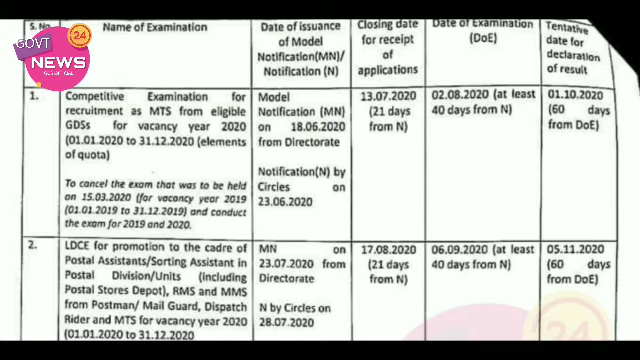 GOVT
24
NEWS
S. No
Name of Examination
Date of issuance
of Model
Notification(MN)/
Notification (N)
Closing date
for receipt
of
applications
Date of Examination
(DoE)
Tentative
date for
declaration
of result
1.
Competitive Examination for
recruitment as MTS from eligible
GDSs for vacancy year 2020
(01.01.2020 to 31.12.2020 (elements
of quota)
To cancel the exam that was to be held
on 15.03.2020 (for vacancy year 2019
(01.01.2019 to 31.12.2019) and conduct
the exam for 2019 and 2020.
Model
Notification (MN)
on 18.06.2020
from Directorate
Notification(N) by
Circles on
23.06.2020
13.07.2020
(21 days
from N)
02.08.2020 (at least
40 days from N)
01.10.2020
(60 days
from DoE)
2.
LDCE for promotion to the cadre of
Postal Assistants/Sorting Assistant in
Postal Division/Units (including
Postal Stores Depot), RMS and MMS
from Postman/ Mail Guard, Dispatch
Rider and MTS for vacancy year 2020
(01.01.2020 to 31.12.2020
MN on
23.07.2020 from
Directorate
N by Circles on
28.07.2020
17.08.2020
(21 days
from N)
06.09.2020 (at least
40 days from N)
05.11.2020
(60 days
from DoE)
24